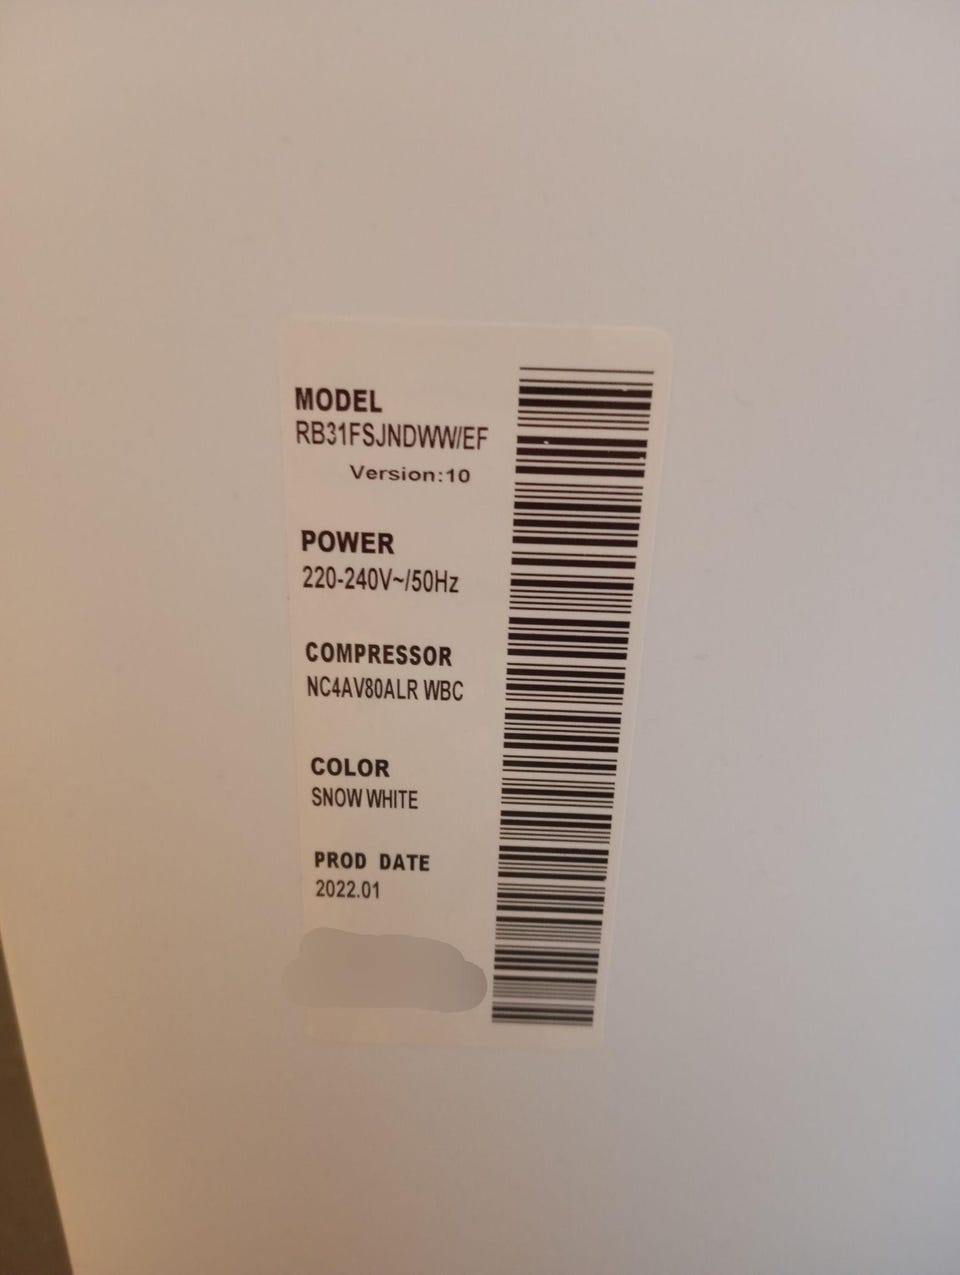 MODEL
RB31FSJNDWW/EF
Version:10
POWER
220-240V~/50Hz
COMPRESSOR
NC4AV80ALR WBC
COLOR
SNOW WHITE
PROD DATE
2022.01